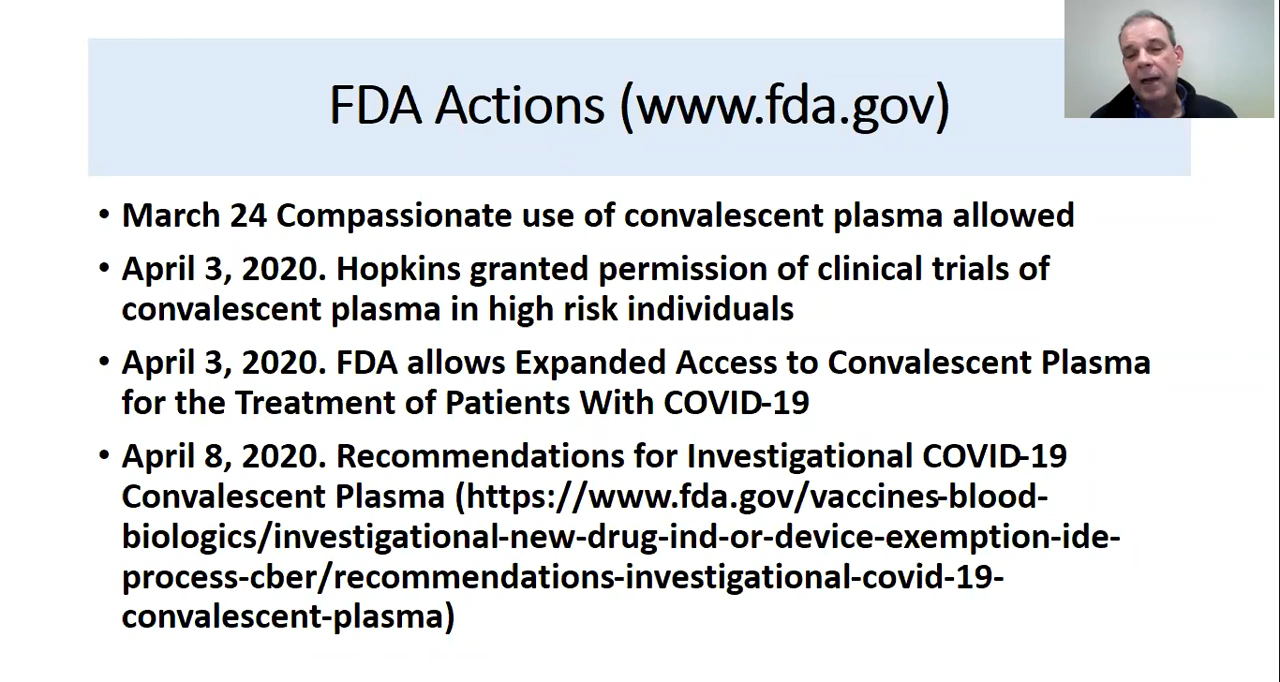 FDA Actions (www.fda.gov)
• March 24 Compassionate use of convalescent plasma allowed
• April 3, 2020. Hopkins granted permission of clinical trials of
convalescent plasma in high risk individuals
• April 3, 2020. FDA allows Expanded Access to Convalescent Plasma
for the Treatment of Patients With COVID-19
• April 8, 2020. Recommendations for Investigational COVID-19
Convalescent Plasma (https://www.fda.gov/vaccines-blood-
biologics/investigational-new-drug-ind-or-device-exemption-ide-
process-cber/recommendations-investigational-covid-19-
convalescent-plasma)